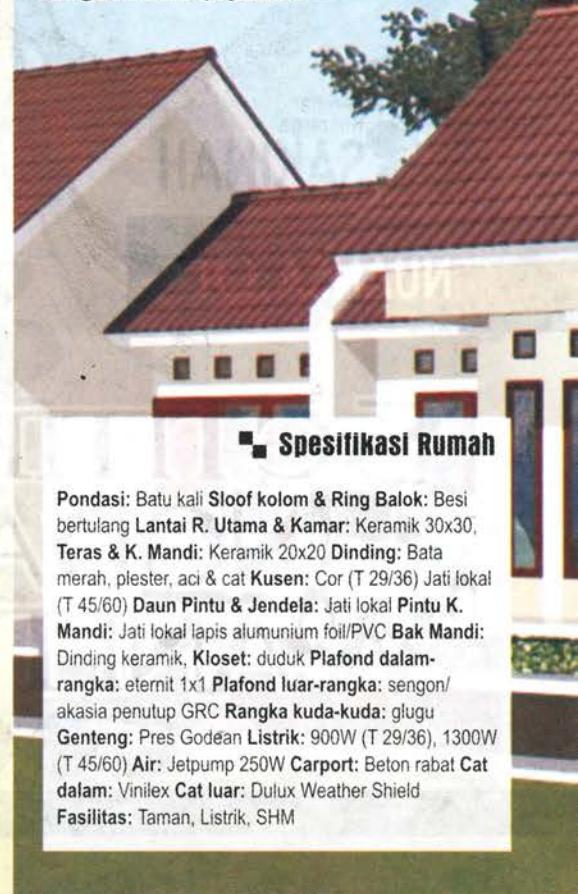 Spesifikasi Rumah
Pondasi: Batu kali Sloof kolom & Ring Balok: Besi
bertulang Lantai R. Utama & Kamar: Keramik 30x30,
Teras & K. Mandi: Keramik 20x20 Dinding: Bata
merah, plester, aci & cat Kusen: Cor (T 29/36) Jati lokal
(T 45/60) Daun Pintu & Jendela: Jati lokal Pintu K.
Mandi: Jati lokal lapis alumunium foil/PVC Bak Mandi:
Dinding keramik, Kloset: duduk Plafond dalam-
rangka: eternit 1x1 Plafond luar-rangka: sengon/
akasia penutup GRC Rangka kuda-kuda: glugu
Genteng: Pres Godean Listrik: 900W (T 29/36), 1300W
(T 45/60) Air: Jetpump 250W Carport: Beton rabat Cat
dalam: Vinilex Cat luar: Dulux Weather Shield
Fasilitas: Taman, Listrik, SHM